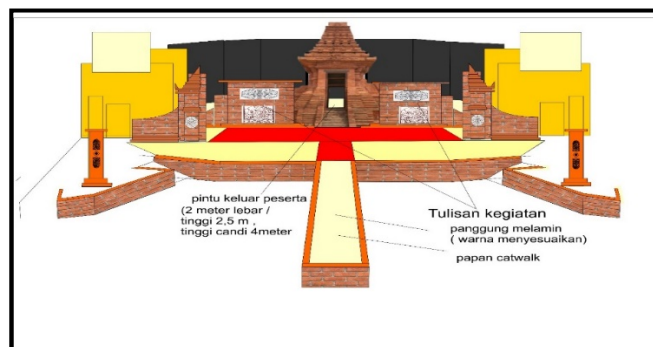 pintu keluar peserta
(2 meter lebar /
tinggi 2,5 m ,
tinggi candi 4meter
Tulisan kegiatan
panggung melamin
( warna menyesuaikan)
papan catwalk